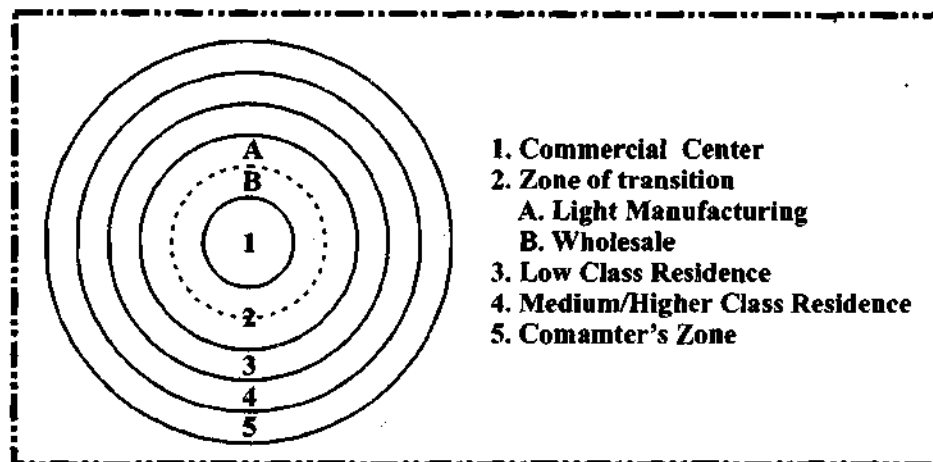 A
B
1
2
3
4
5
1. Commercial Center
2. Zone of transition
A. Light Manufacturing
B. Wholesale
3. Low Class Residence
4. Medium/Higher Class Residence
5. Comamter's Zone